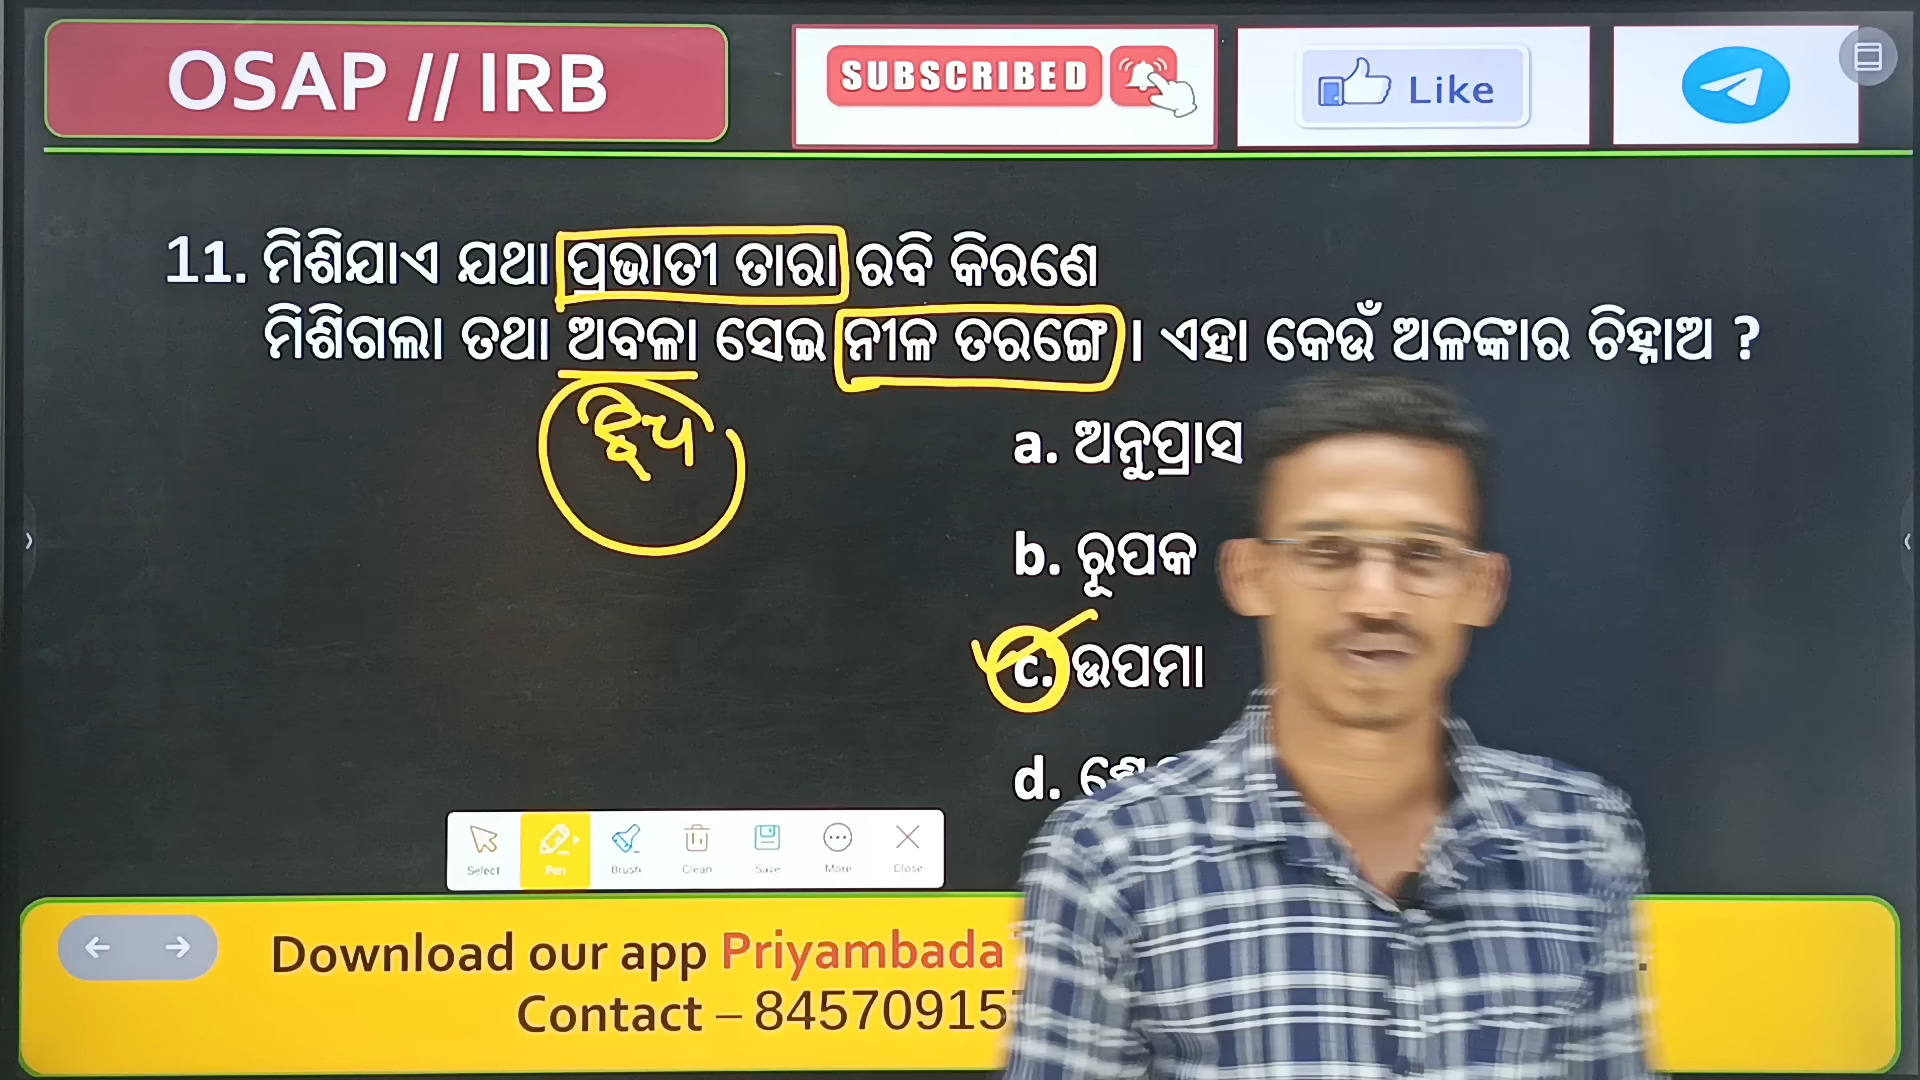 OSAP // IRB
SUBSCRIBED
Like
11. ମିଶିଯାଏ ଯଥା ପ୍ରଭାତୀ ତାରା ରବି କିରଣେ
ମିଶିଗଲା ତଥା ଅବଳା ସେଇ ନୀଳ ତରଙ୍ଗେ । ଏହା କେଉଁ ଅଳଙ୍କାର ଚିହ୍ନାଅ ?
a. ଅନୁପ୍ରାସ
b. ରୂପକ
c. ଉପମା
d.
Select Pen Brush Clean Save More Close
Download our app Priyambada
Contact – 84570915